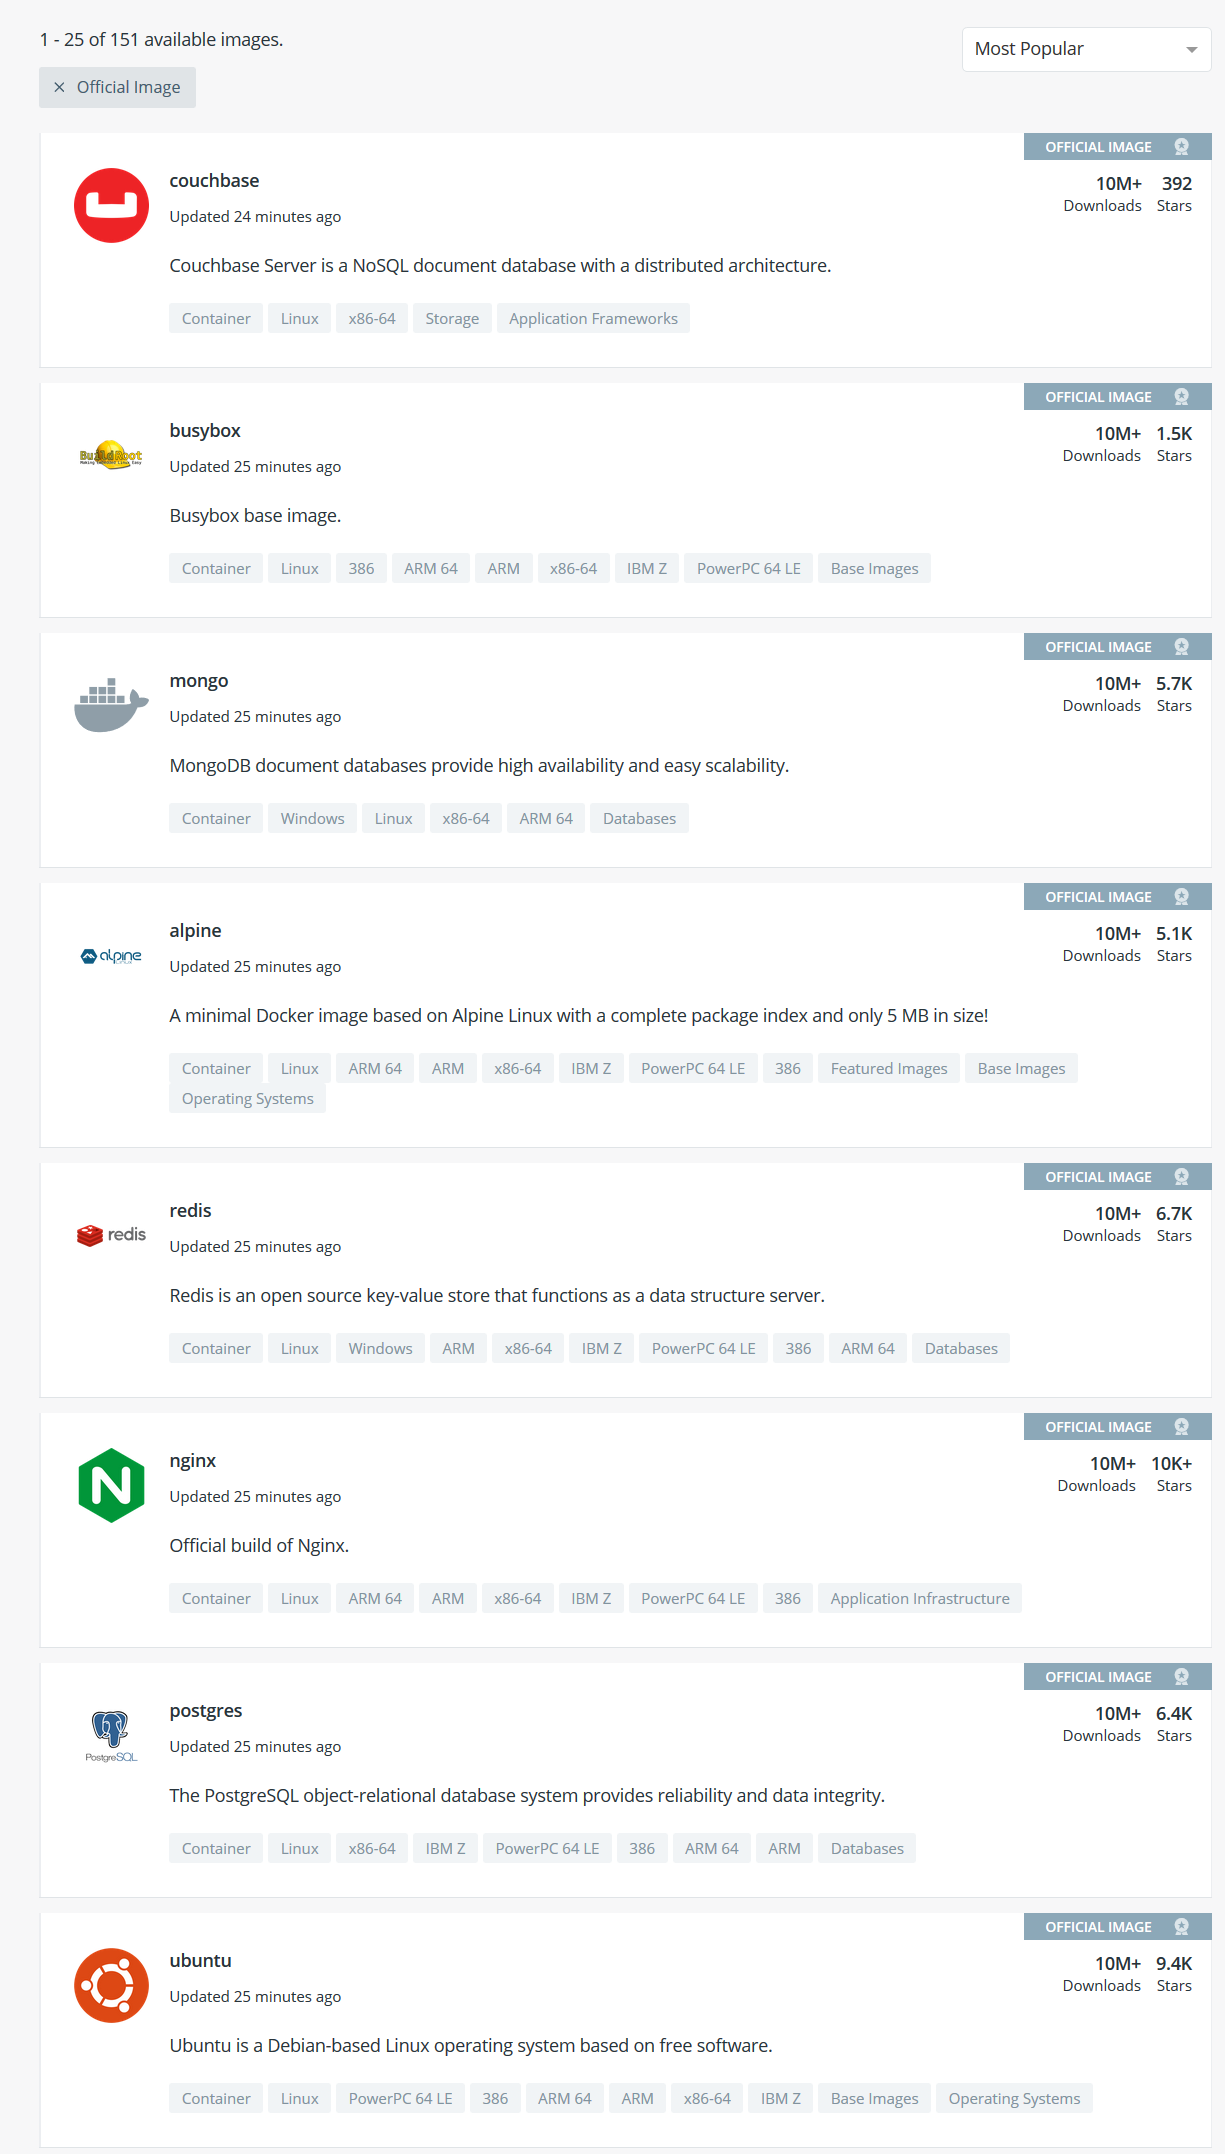 1 - 25 of 151 available images.
Most Popular
× Official Image
OFFICIAL IMAGE
couchbase
10M+ 392
Downloads Stars
Updated 24 minutes ago
Couchbase Server is a NoSQL document database with a distributed architecture.
Container Linux x86-64 Storage Application Frameworks
OFFICIAL IMAGE
BuildRoot
Making Embedded Linux Easy
busybox
10M+ 1.5K
Downloads Stars
Updated 25 minutes ago
Busybox base image.
Container Linux 386 ARM 64 ARM x86-64 IBM Z PowerPC 64 LE Base Images
OFFICIAL IMAGE
mongo
10M+ 5.7K
Downloads Stars
Updated 25 minutes ago
MongoDB document databases provide high availability and easy scalability.
Container Windows Linux x86-64 ARM 64 Databases
OFFICIAL IMAGE
alpine
alpine
10M+ 5.1K
Downloads Stars
Updated 25 minutes ago
A minimal Docker image based on Alpine Linux with a complete package index and only 5 MB in size!
Container Linux ARM 64 ARM x86-64 IBM Z PowerPC 64 LE 386 Featured Images Base Images
Operating Systems
OFFICIAL IMAGE
redis
redis
10M+ 6.7K
Downloads Stars
Updated 25 minutes ago
Redis is an open source key-value store that functions as a data structure server.
Container Linux Windows ARM x86-64 IBM Z PowerPC 64 LE 386 ARM 64 Databases
OFFICIAL IMAGE
N
nginx
10M+ 10K+
Downloads Stars
Updated 25 minutes ago
Official build of Nginx.
Container Linux ARM 64 ARM x86-64 IBM Z PowerPC 64 LE 386 Application Infrastructure
OFFICIAL IMAGE
PostgreSQL
postgres
10M+ 6.4K
Downloads Stars
Updated 25 minutes ago
The PostgreSQL object-relational database system provides reliability and data integrity.
Container Linux x86-64 IBM Z PowerPC 64 LE 386 ARM 64 ARM Databases
OFFICIAL IMAGE
ubuntu
10M+ 9.4K
Downloads Stars
Updated 25 minutes ago
Ubuntu is a Debian-based Linux operating system based on free software.
Container Linux PowerPC 64 LE 386 ARM 64 ARM x86-64 IBM Z Base Images Operating Systems